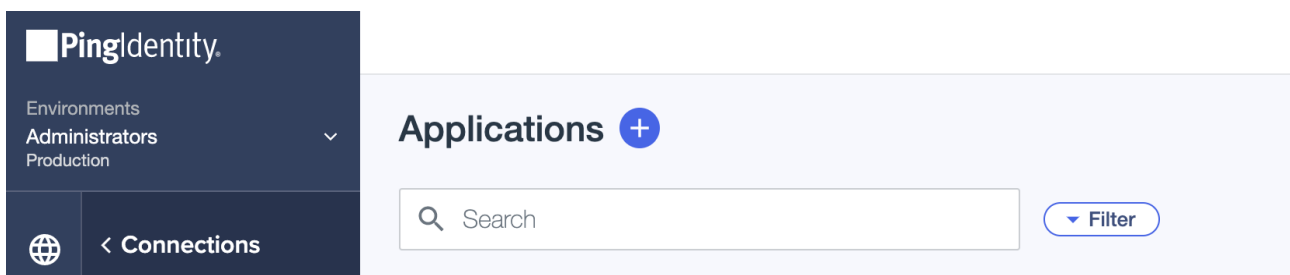 PingIdentity.
Environments
Administrators
Production
Connections
Applications
Search
Filter